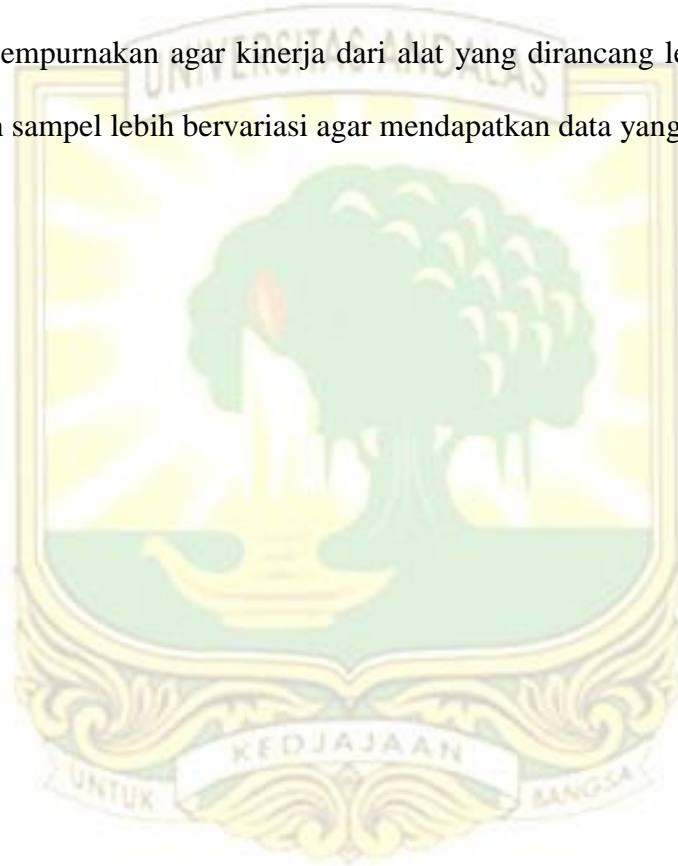 empurnakan agar kinerja dari alat yang dirancang le
UNIVERSITAS ANDALAS
sampel lebih bervariasi agar mendapatkan data yang
KEDJAJAAN
UNTUK
BANGSA